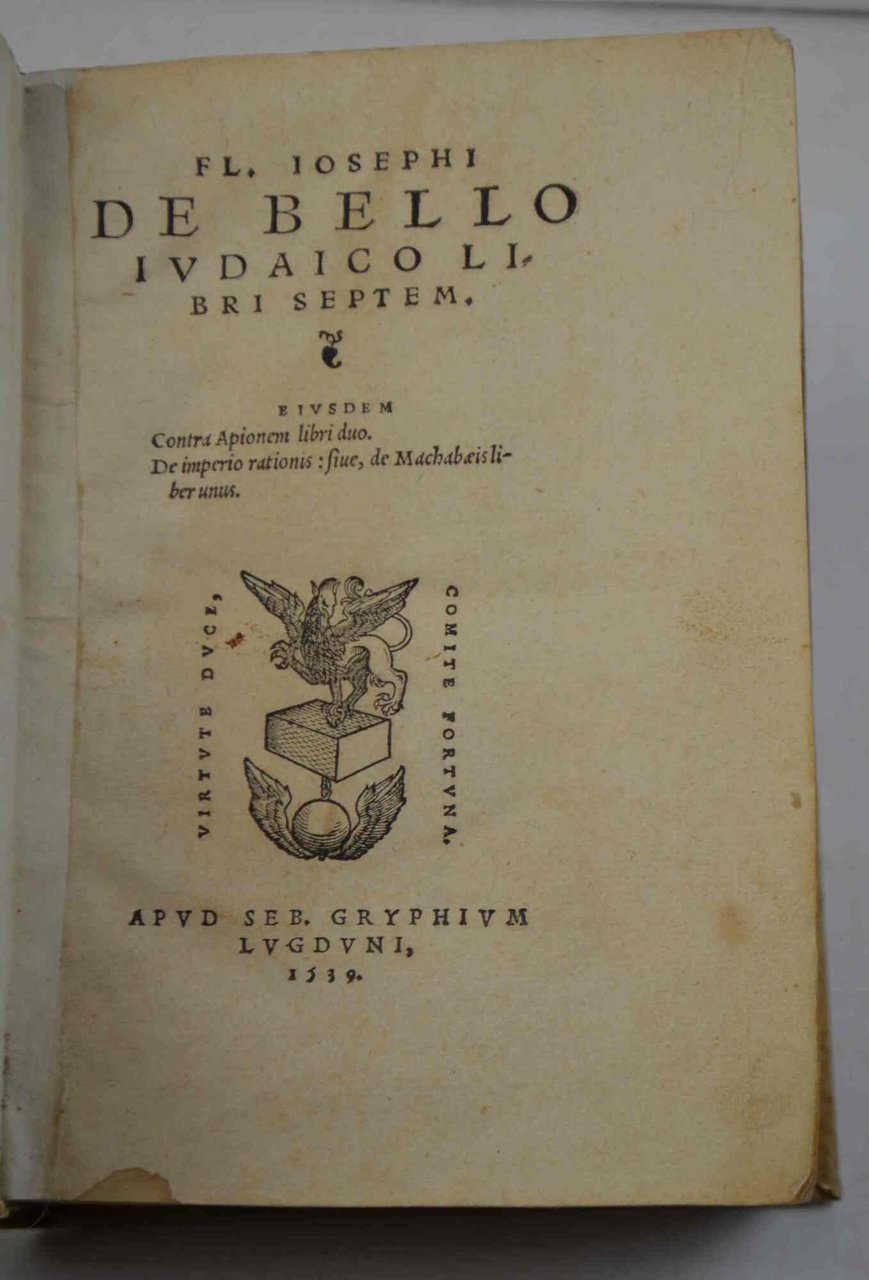 FL. IOSEPHI
DE BELLO
IVDAICO LI-
BRI SEPTEM.
EIVSDEM
Contra Apionem libri duo.
De imperio rationis : siue, de Machabæis li-
ber unus.
VIRTVTE DVCE,
COMITE FORTVNA.
APVD SEB. GRYPHIVM
LVGDVNI,
1539.